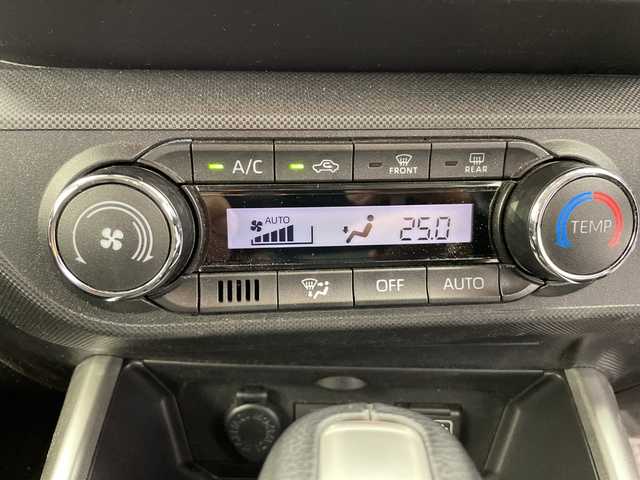 A/C FRONT REAR
AUTO 25.0 TEMP
OFF AUTO